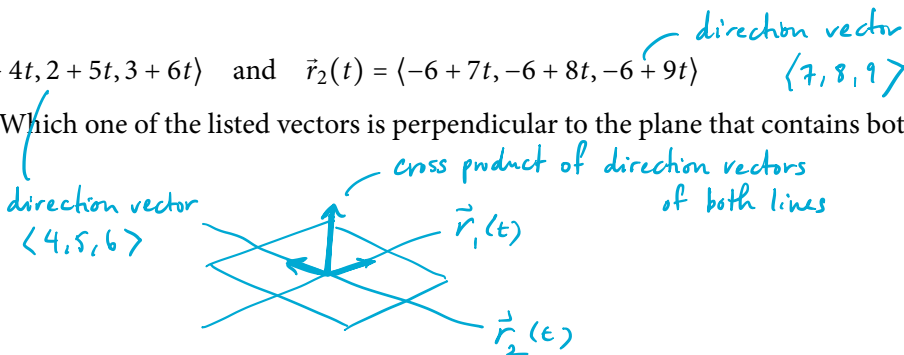 direction vector
4t, 2 + 5t, 3 + 6t⟩ and r⃗₂(t) = ⟨−6 + 7t, −6 + 8t, −6 + 9t⟩
⟨7, 8, 9⟩
Which one of the listed vectors is perpendicular to the plane that contains bot
cross product of direction vectors
of both lines
direction vector
⟨4,5,6⟩
r⃗₁(t)
r⃗₂(t)